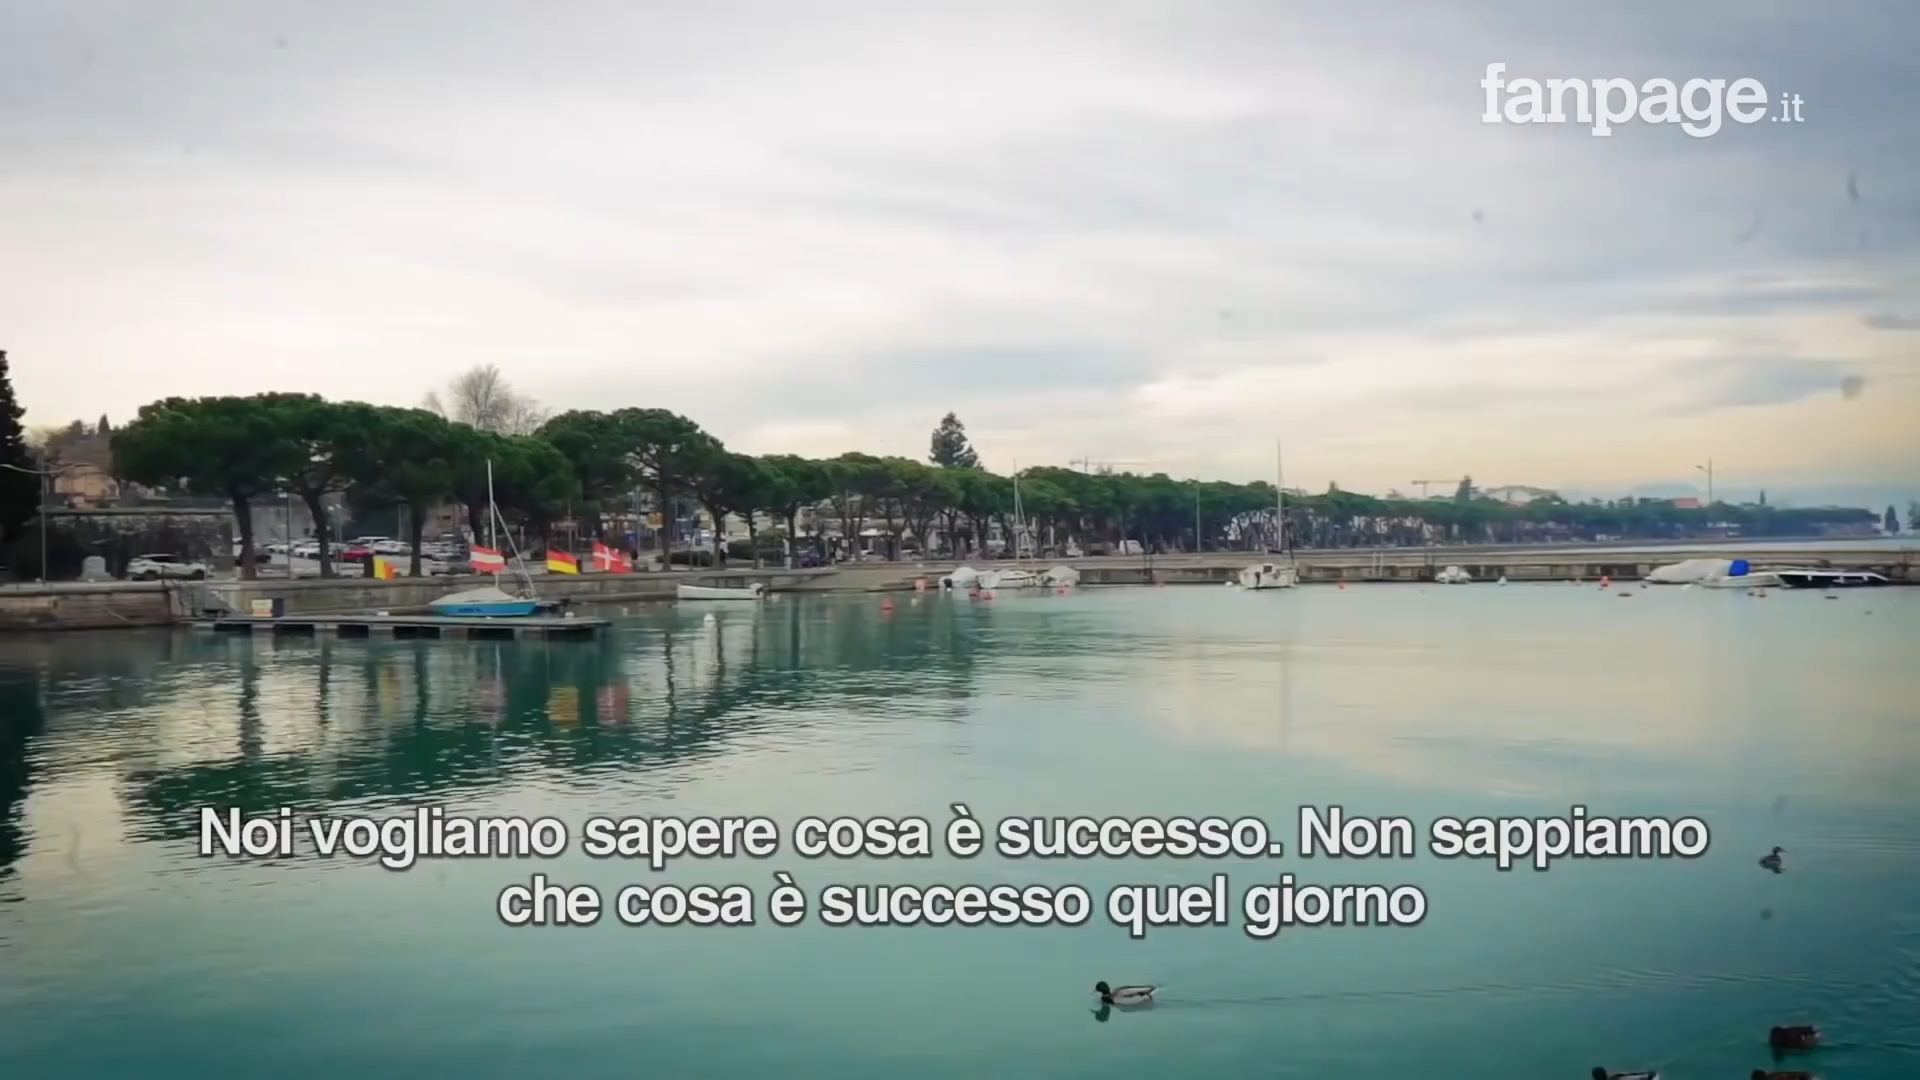 fanpage.it
Noi vogliamo sapere cosa è successo. Non sappiamo
che cosa è successo quel giorno